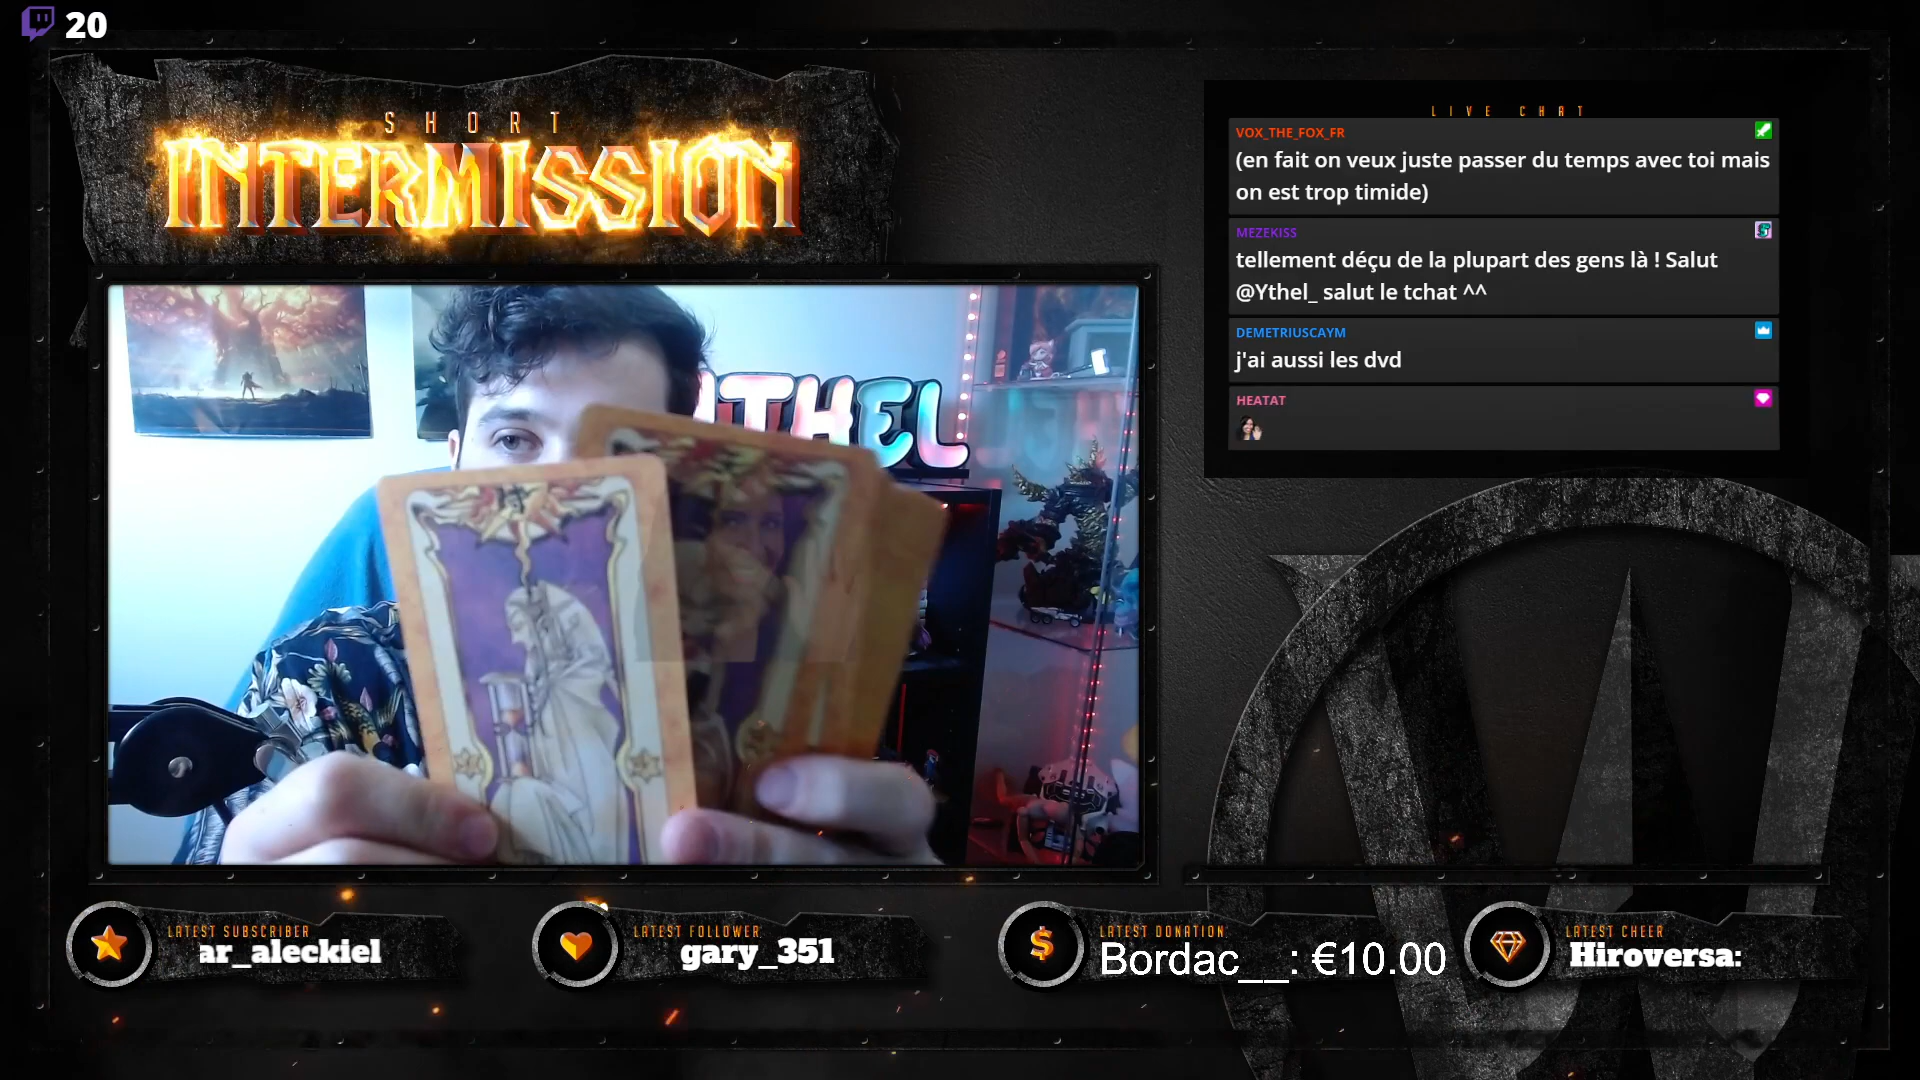 20
SHORT
INTERMISSION
LIVE CHAT
VOX_THE_FOX_FR
(en fait on veux juste passer du temps avec toi mais
on est trop timide)
MEZEKISS
tellement déçu de la plupart des gens là ! Salut
@Ythel_ salut le tchat ^^
DEMETRIUSCAYM
j'ai aussi les dvd
HEATAT
THEL
LATEST SUBSCRIBER
ar_aleckiel
LATEST FOLLOWER
gary_351
LATEST DONATION
Bordac__: €10.00
LATEST CHEER
Hiroversa: